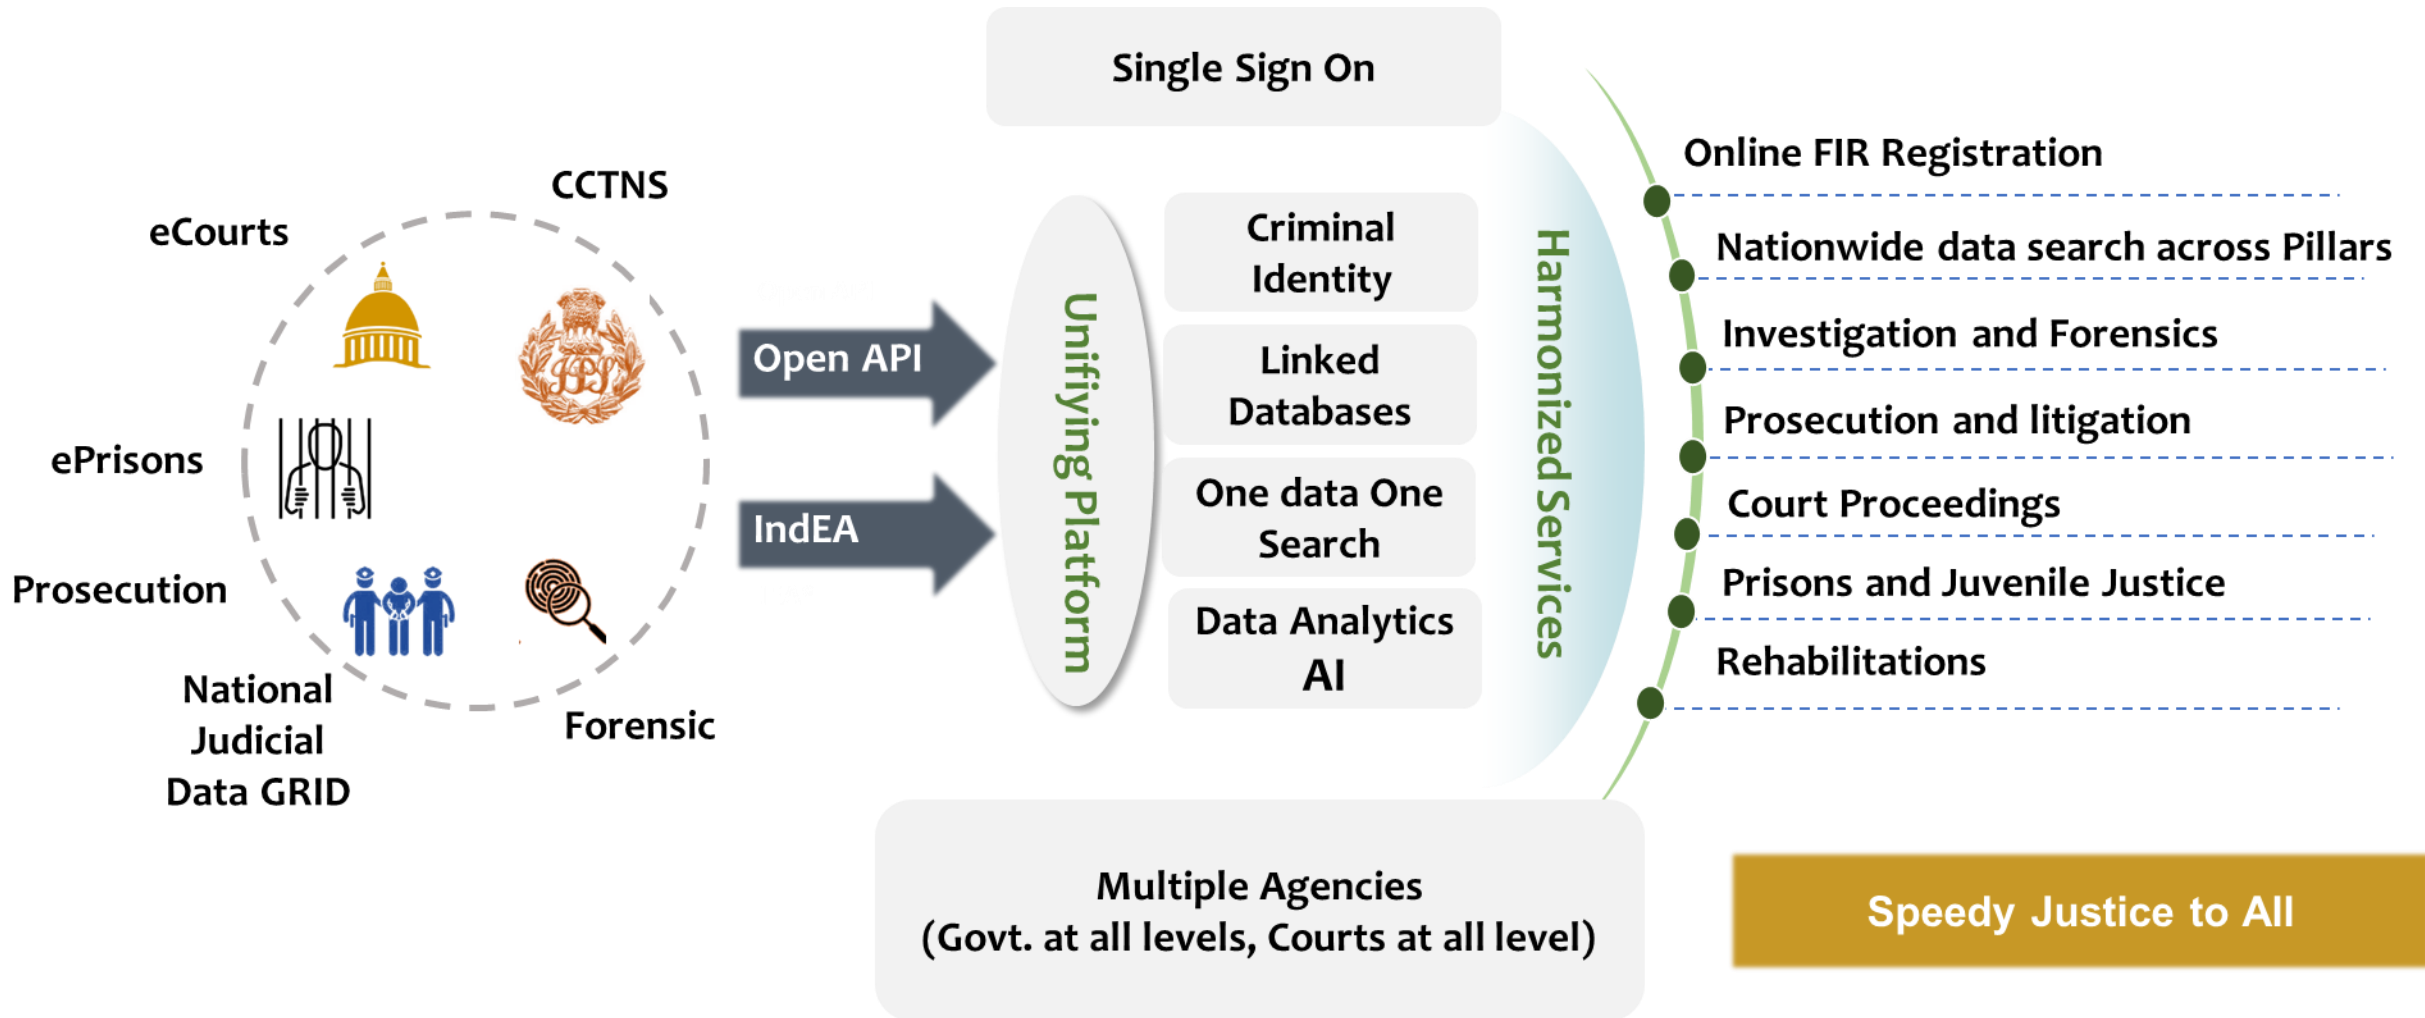 Single Sign On
CCTNS
eCourts
ePrisons
Prosecution
National
Judicial
Data GRID
Forensic
Open API
IndEA
Unifiying Platform
Criminal
Identity
Linked
Databases
One data One
Search
Data Analytics
AI
Harmonized Services
Online FIR Registration
Nationwide data search across Pillars
Investigation and Forensics
Prosecution and litigation
Court Proceedings
Prisons and Juvenile Justice
Rehabilitations
Multiple Agencies
(Govt. at all levels, Courts at all level)
Speedy Justice to All